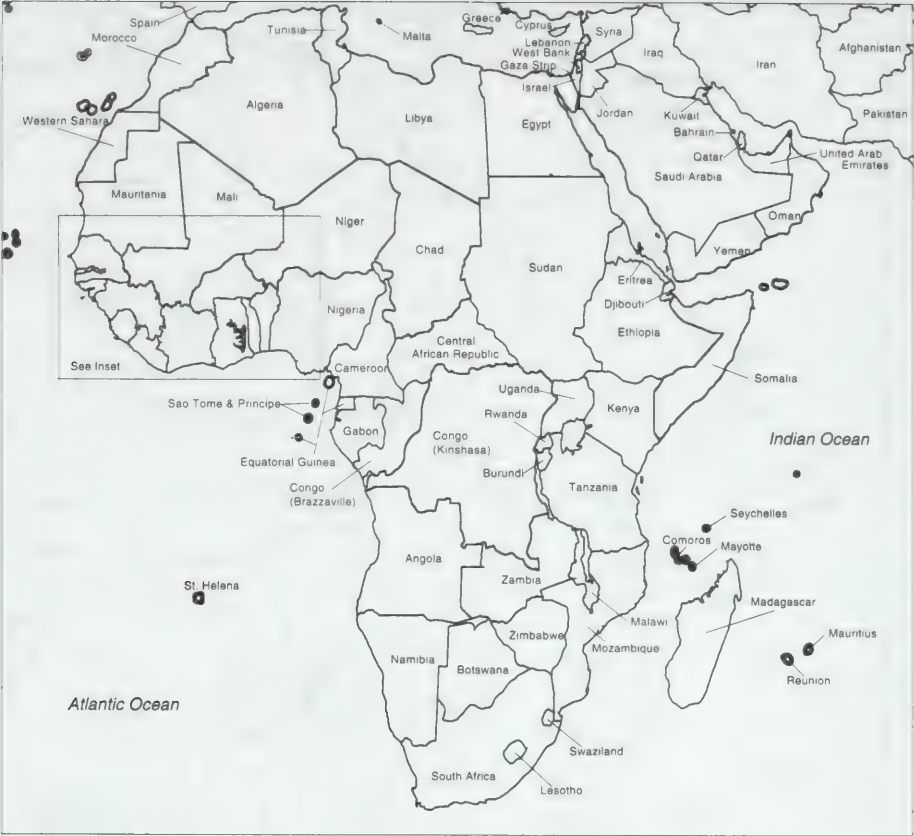 Spain
Morocco
Tunisia
Malta
Greece
Cyprus
Lebanon
West Bank
Gaza Strip
Israel
Syria
Iraq
Iran
Afghanistan
Pakistan
Western Sahara
Algeria
Libya
Egypt
Jordan
Kuwait
Bahrain
Qatar
United Arab
Emirates
Saudi Arabia
Oman
Yemen
Mauritania
Mali
Niger
Chad
Sudan
Eritrea
Djibouti
Ethiopia
Nigeria
Central
African Republic
Cameroon
See Inset
Somalia
Uganda
Kenya
Sao Tome & Principe
Rwanda
Gabon
Congo
(Kinshasa)
Indian Ocean
Equatorial Guinea
Burundi
Congo
(Brazzaville)
Tanzania
Seychelles
Comoros
Mayotte
Angola
Zambia
St. Helena
Malawi
Madagascar
Mozambique
Zimbabwe
Mauritius
Namibia
Botswana
Reunion
Atlantic Ocean
Swaziland
South Africa
Lesotho